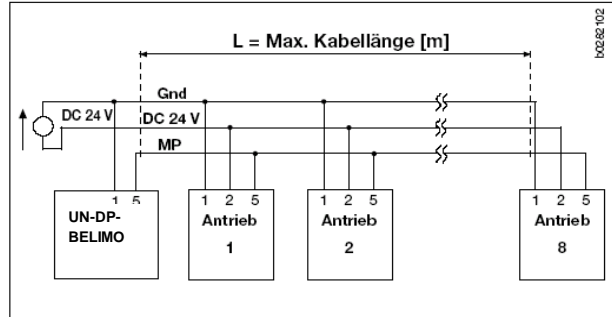 L = Max. Kabellänge [m]
b0282102
Gnd
DC 24 V
DC 24 V
MP
1 5
UN-DP-
BELIMO
1 2 5
Antrieb
1
1 2 5
Antrieb
2
1 2 5
Antrieb
8